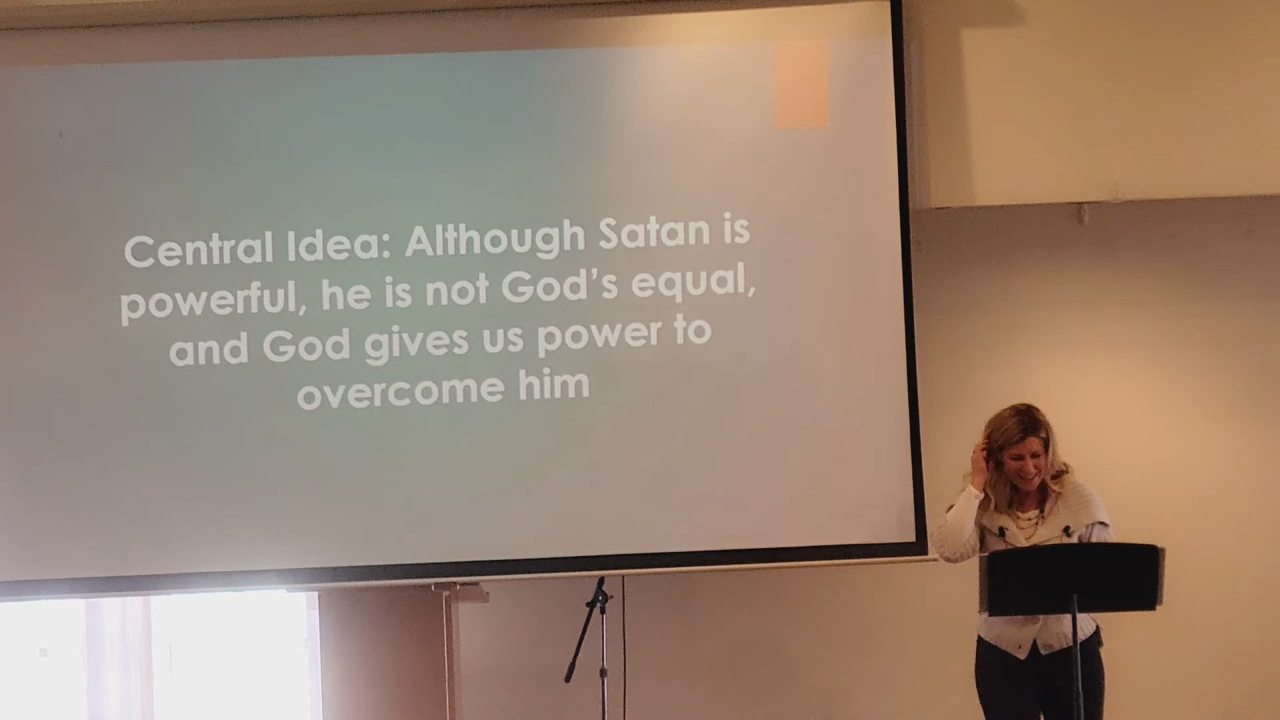 Central Idea: Although Satan is
powerful, he is not God's equal,
and God gives us power to
overcome him